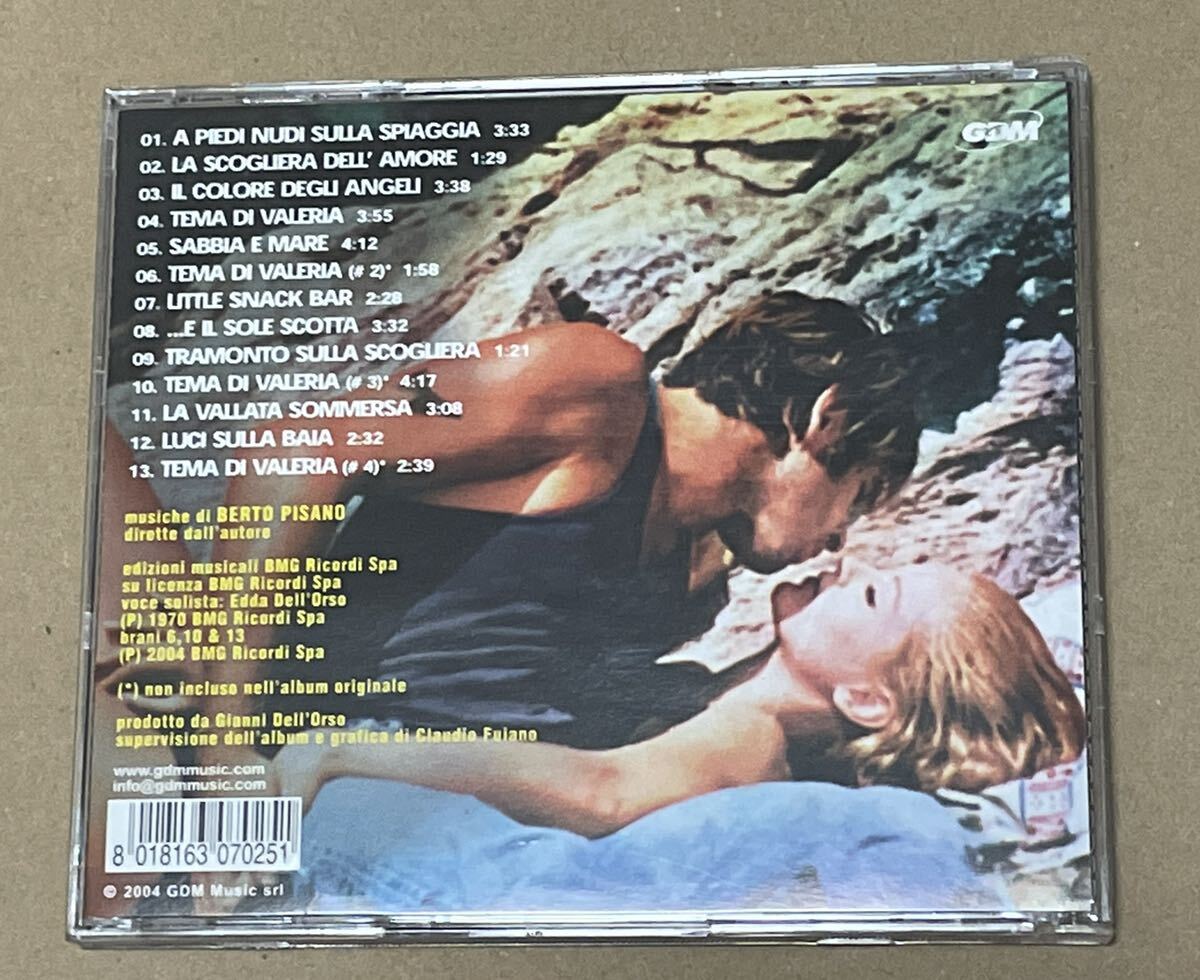 01. A PIEDI NUDI SULLA SPIAGGIA 3:33
02. LA SCOGLIERA DELL' AMORE 1:29
03. IL COLORE DEGLI ANGELI 3:38
04. TEMA DI VALERIA 3:55
05. SABBIA E MARE 4:12
06. TEMA DI VALERIA (# 2)* 1:58
07. LITTLE SNACK BAR 2:28
08. ...E IL SOLE SCOTTA 3:32
09. TRAMONTO SULLA SCOGLIERA 1:21
10. TEMA DI VALERIA (# 3)* 4:17
11. LA VALLATA SOMMERSA 3:08
12. LUCI SULLA BAIA 2:32
13. TEMA DI VALERIA (# 4)* 2:39
GDM
musiche di BERTO PISANO
dirette dall'autore
edizioni musicali BMG Ricordi Spa
su licenza BMG Ricordi Spa
voce solista: Edda Dell'Orso
(P) 1970 BMG Ricordi Spa
brani 6,10 & 13
(P) 2004 BMG Ricordi Spa
(*) non incluso nell'album originale
prodotto da Gianni Dell'Orso
supervisione dell'album e grafica di Claudio Fuiano
www.gdmmusic.com
info@gdmmusic.com
8 018163 070251
© 2004 GDM Music srl